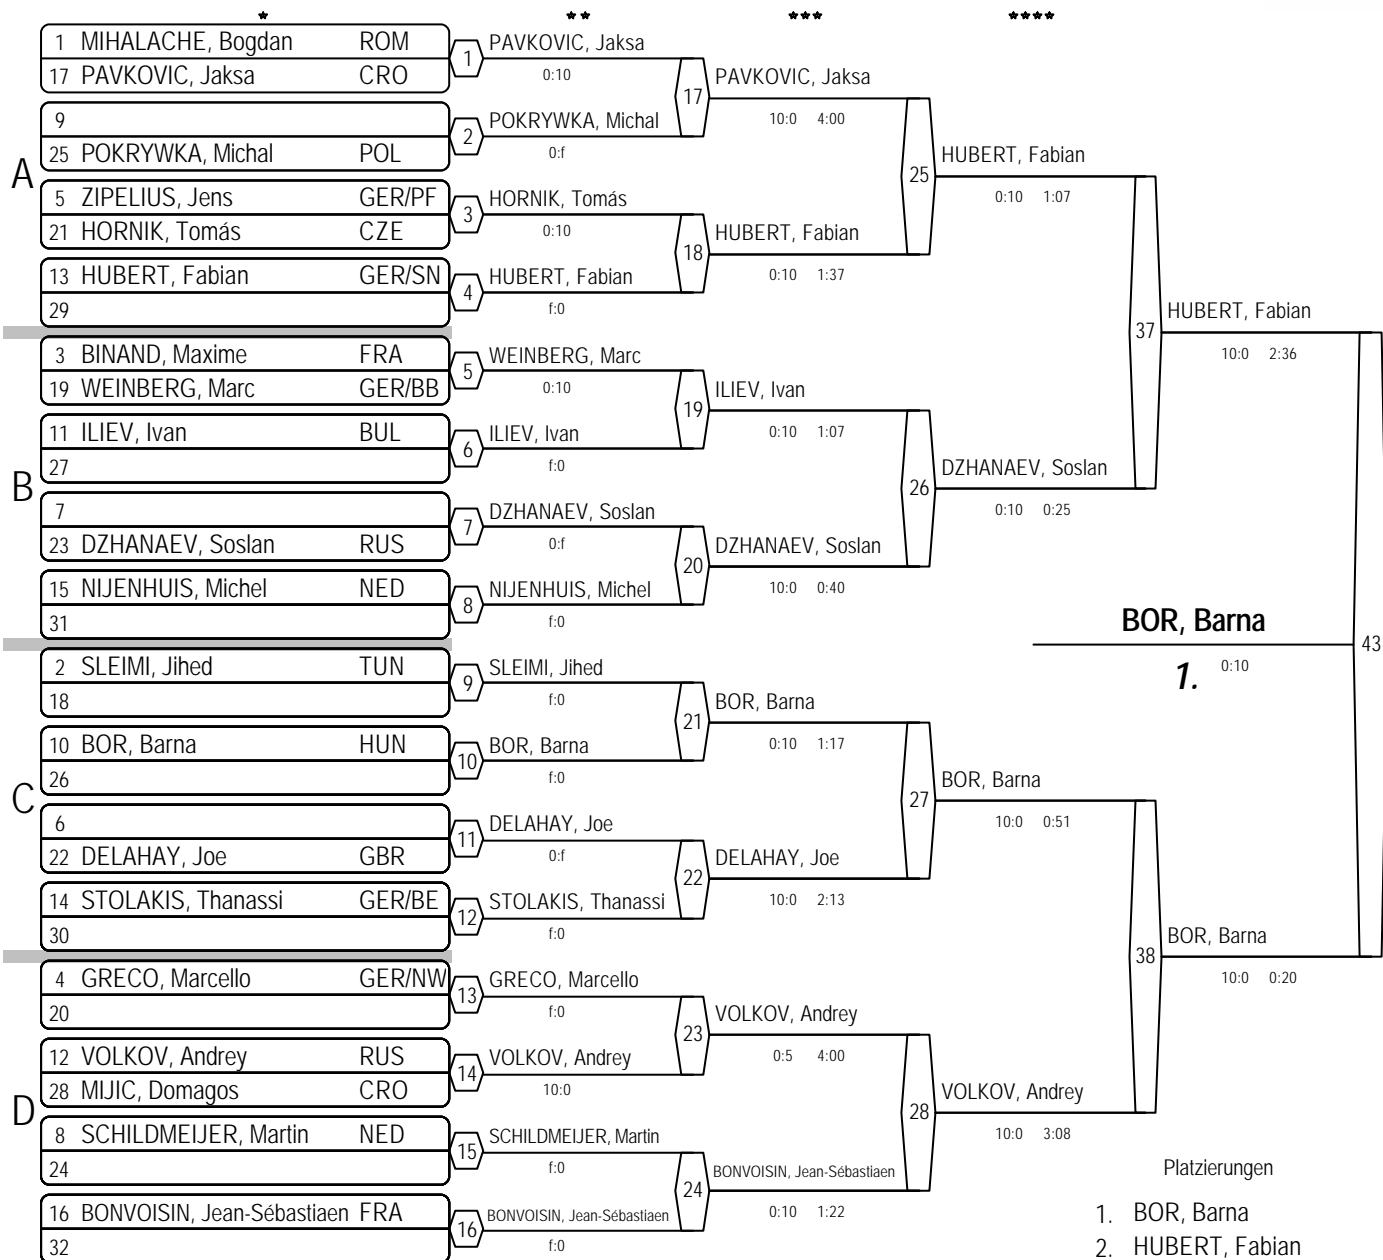 * ** *** ****
A
1 MIHALACHE, Bogdan ROM
17 PAVKOVIC, Jaksa CRO
9
25 POKRYWKA, Michal POL
5 ZIPELIUS, Jens GER/PF
21 HORNIK, Tomás CZE
13 HUBERT, Fabian GER/SN
29
B
3 BINAND, Maxime FRA
19 WEINBERG, Marc GER/BB
11 ILIEV, Ivan BUL
27
7
23 DZHANAEV, Soslan RUS
15 NIJENHUIS, Michel NED
31
C
2 SLEIMI, Jihed TUN
18
10 BOR, Barna HUN
26
6
22 DELAHAY, Joe GBR
14 STOLAKIS, Thanassi GER/BE
30
D
4 GRECO, Marcello GER/NW
20
12 VOLKOV, Andrey RUS
28 MIJIC, Domagos CRO
8 SCHILDMEIJER, Martin NED
24
16 BONVOISIN, Jean-Sébastiaen FRA
32
1 PAVKOVIC, Jaksa
0:10
2 POKRYWKA, Michal
0:f
3 HORNIK, Tomás
0:10
4 HUBERT, Fabian
f:0
5 WEINBERG, Marc
0:10
6 ILIEV, Ivan
f:0
7 DZHANAEV, Soslan
0:f
8 NIJENHUIS, Michel
f:0
9 SLEIMI, Jihed
f:0
10 BOR, Barna
f:0
11 DELAHAY, Joe
0:f
12 STOLAKIS, Thanassi
f:0
13 GRECO, Marcello
f:0
14 VOLKOV, Andrey
10:0
15 SCHILDMEIJER, Martin
f:0
16 BONVOISIN, Jean-Sébastiaen
f:0
17 PAVKOVIC, Jaksa
10:0 4:00
18 HUBERT, Fabian
0:10 1:37
19 ILIEV, Ivan
0:10 1:07
20 DZHANAEV, Soslan
10:0 0:40
21 BOR, Barna
0:10 1:17
22 DELAHAY, Joe
10:0 2:13
23 VOLKOV, Andrey
0:5 4:00
24 BONVOISIN, Jean-Sébastiaen
0:10 1:22
25 HUBERT, Fabian
0:10 1:07
26 DZHANAEV, Soslan
0:10 0:25
27 BOR, Barna
10:0 0:51
28 VOLKOV, Andrey
10:0 3:08
37 HUBERT, Fabian
10:0 2:36
38 BOR, Barna
10:0 0:20
43
BOR, Barna
1. 0:10
Platzierungen
1. BOR, Barna
2. HUBERT, Fabian